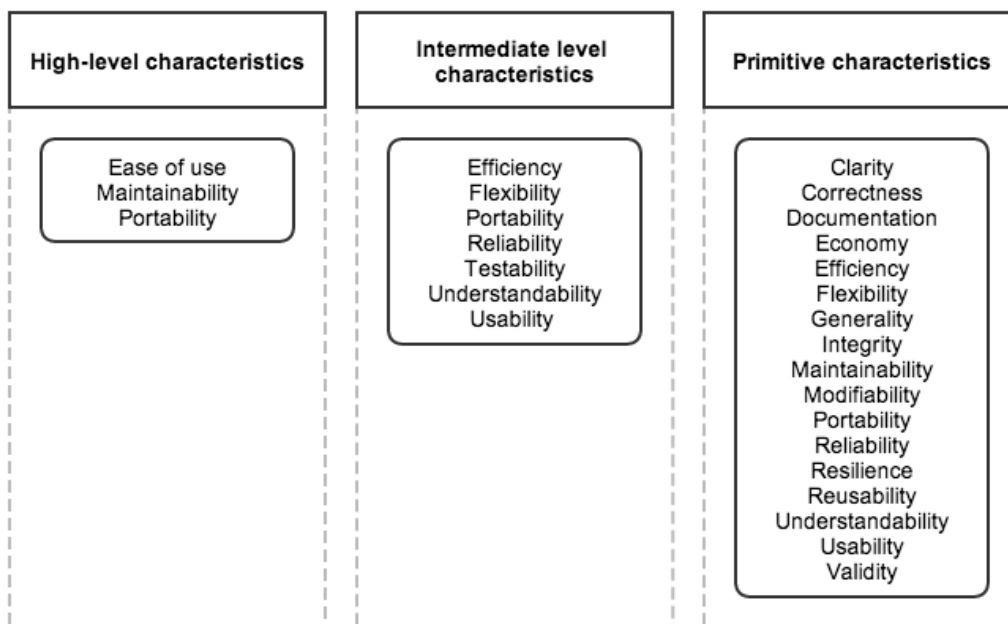 High-level characteristics
Ease of use
Maintainability
Portability
Intermediate level
characteristics
Efficiency
Flexibility
Portability
Reliability
Testability
Understandability
Usability
Primitive characteristics
Clarity
Correctness
Documentation
Economy
Efficiency
Flexibility
Generality
Integrity
Maintainability
Modifiability
Portability
Reliability
Resilience
Reusability
Understandability
Usability
Validity